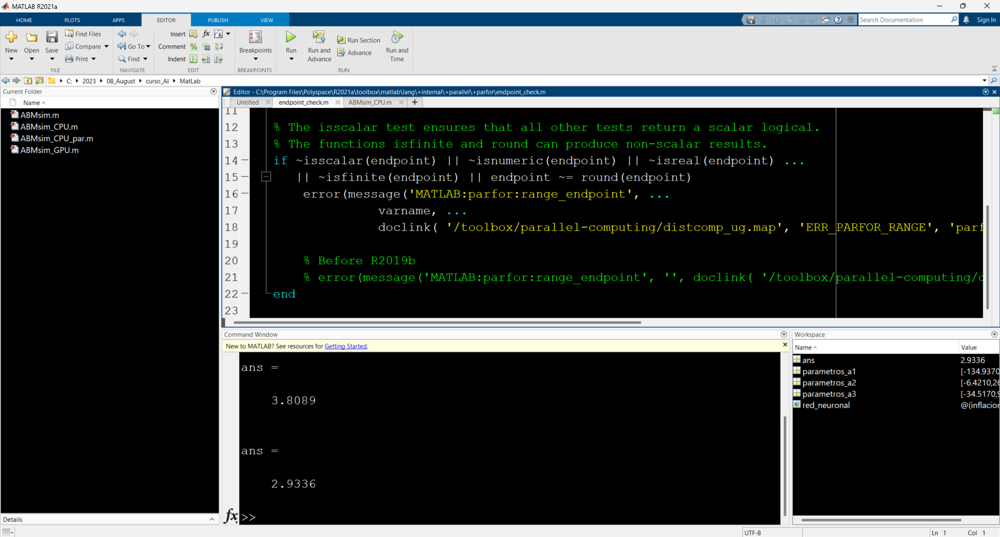 MATLAB R2021a
HOME PLOTS APPS EDITOR PUBLISH VIEW
Search Documentation
Sign In
New
Open
Save
Find Files
Compare
Print
FILE
Go To
Find
NAVIGATE
Insert fx
Comment %
Indent
EDIT
Breakpoints
BREAKPOINTS
Run
Run and
Advance
Run Section
Advance
Run and
Time
RUN
C: 2023 08_August curso_AI MatLab
Current Folder
Name
ABMsim.m
ABMsim_CPU.m
ABMsim_CPU_par.m
ABMsim_GPU.m
Details
Editor - C:\Program Files\Polyspace\R2021a\toolbox\matlab\lang\+internal\+parallel\+parfor\endpoint_check.m
Untitled endpoint_check.m ABMsim_CPU.m +
11
12 % The isscalar test ensures that all other tests return a scalar logical.
13 % The functions isfinite and round can produce non-scalar results.
14 if ~isscalar(endpoint) || ~isnumeric(endpoint) || ~isreal(endpoint) ...
15 || ~isfinite(endpoint) || endpoint ~= round(endpoint)
16 error(message('MATLAB:parfor:range_endpoint', ...
17 varname, ...
18 doclink( '/toolbox/parallel-computing/distcomp_ug.map', 'ERR_PARFOR_RANGE', 'parf
19
20 % Before R2019b
21 % error(message('MATLAB:parfor:range_endpoint', '', doclink( '/toolbox/parallel-computing/d
22 end
23
Command Window
New to MATLAB? See resources for Getting Started.
ans =
3.8089
ans =
2.9336
fx >>
Workspace
Name Value
ans 2.9336
parametros_a1 [-134.9370
parametros_a2 [-6.4210,26
parametros_a3 [-34.5170,9
red_neuronal @(inflacion
UTF-8
Ln 1 Col 1